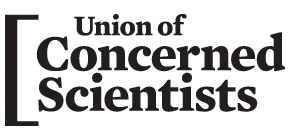 Union of
Concerned
Scientists